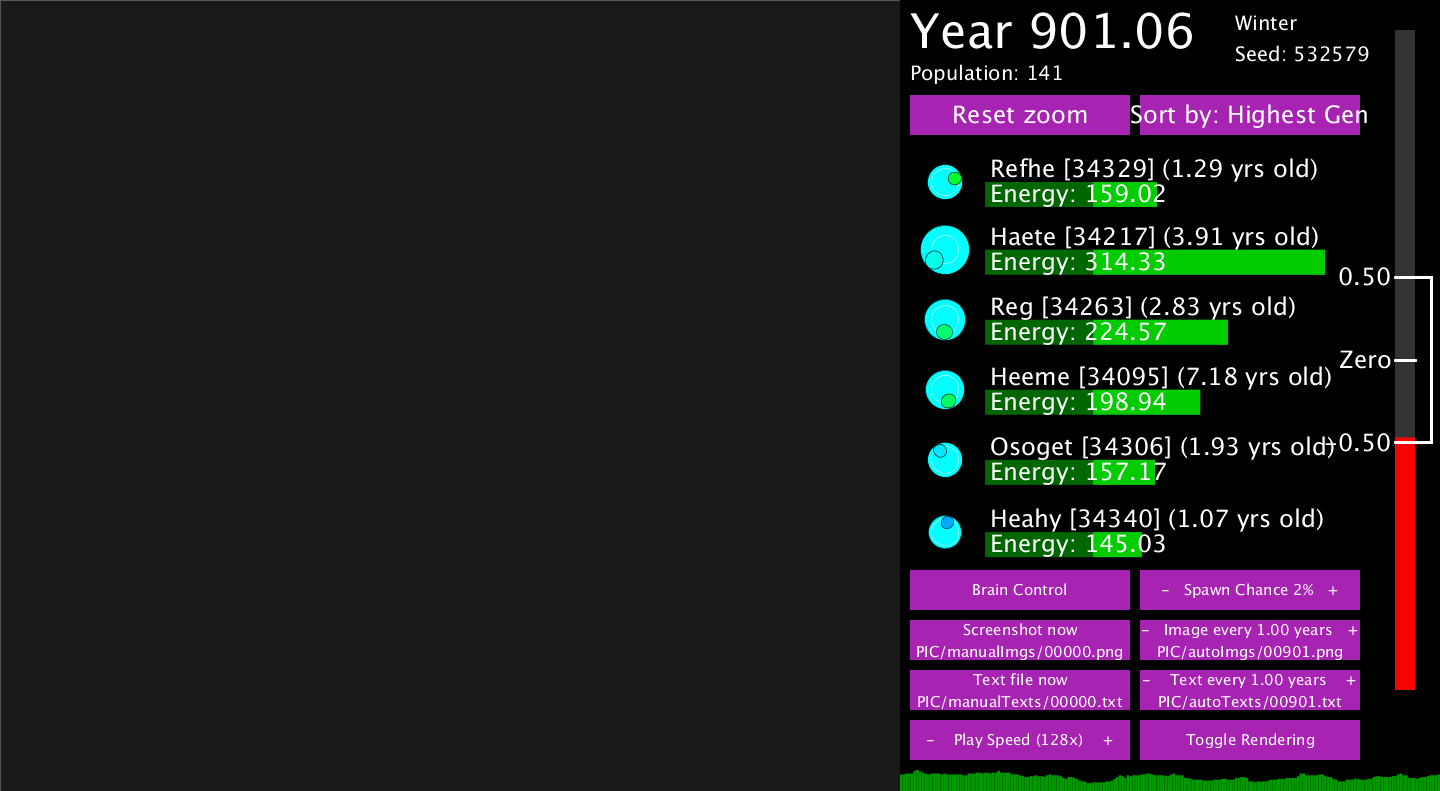 Year 901.06
Winter
Seed: 532579
Population: 141
Reset zoom
Sort by: Highest Gen
Refhe [34329] (1.29 yrs old)
Energy: 159.02
Haete [34217] (3.91 yrs old)
Energy: 314.33
0.50
Reg [34263] (2.83 yrs old)
Energy: 224.57
Zero
Heeme [34095] (7.18 yrs old)
Energy: 198.94
Osoget [34306] (1.93 yrs old)
-0.50
Energy: 157.17
Heahy [34340] (1.07 yrs old)
Energy: 145.03
Brain Control
- Spawn Chance 2% +
Screenshot now
PIC/manualImgs/00000.png
- Image every 1.00 years +
PIC/autoImgs/00901.png
Text file now
PIC/manualTexts/00000.txt
- Text every 1.00 years +
PIC/autoTexts/00901.txt
- Play Speed (128x) +
Toggle Rendering